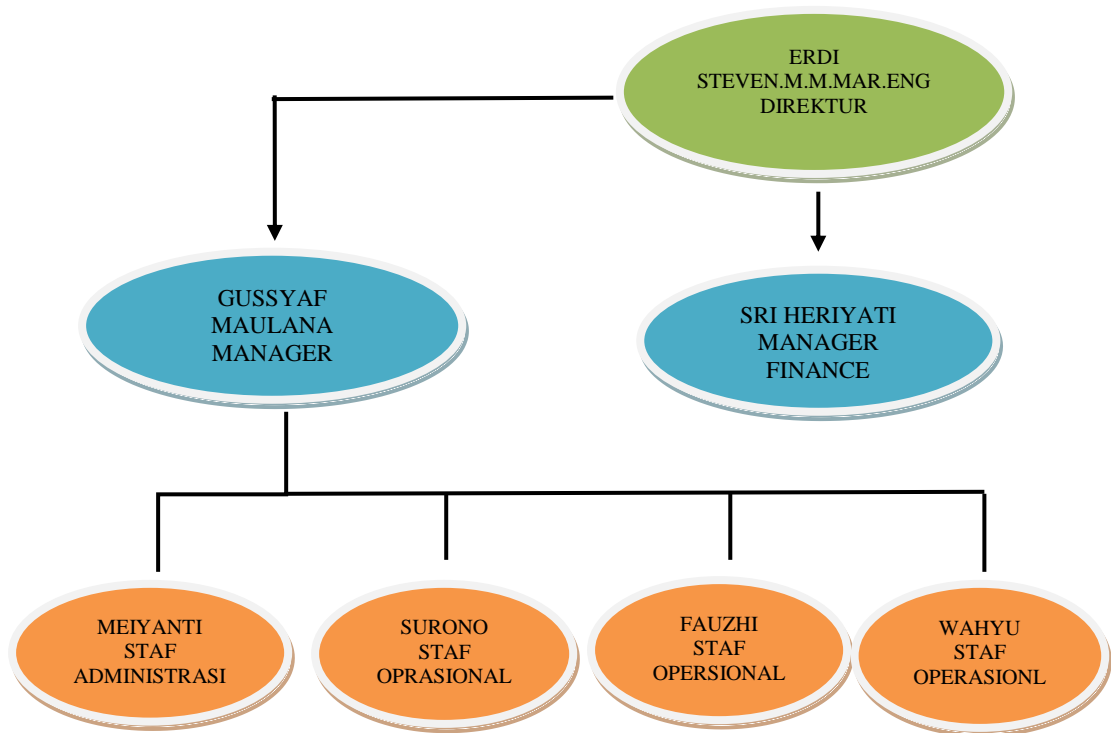 ERDI
STEVEN.M.M.MAR.ENG
DIREKTUR
GUSSYAF
MAULANA
MANAGER
SRI HERIYATI
MANAGER
FINANCE
MEIYANTI
STAF
ADMINISTRASI
SURONO
STAF
OPRASIONAL
FAUZHI
STAF
OPERSIONAL
WAHYU
STAF
OPERASIONL